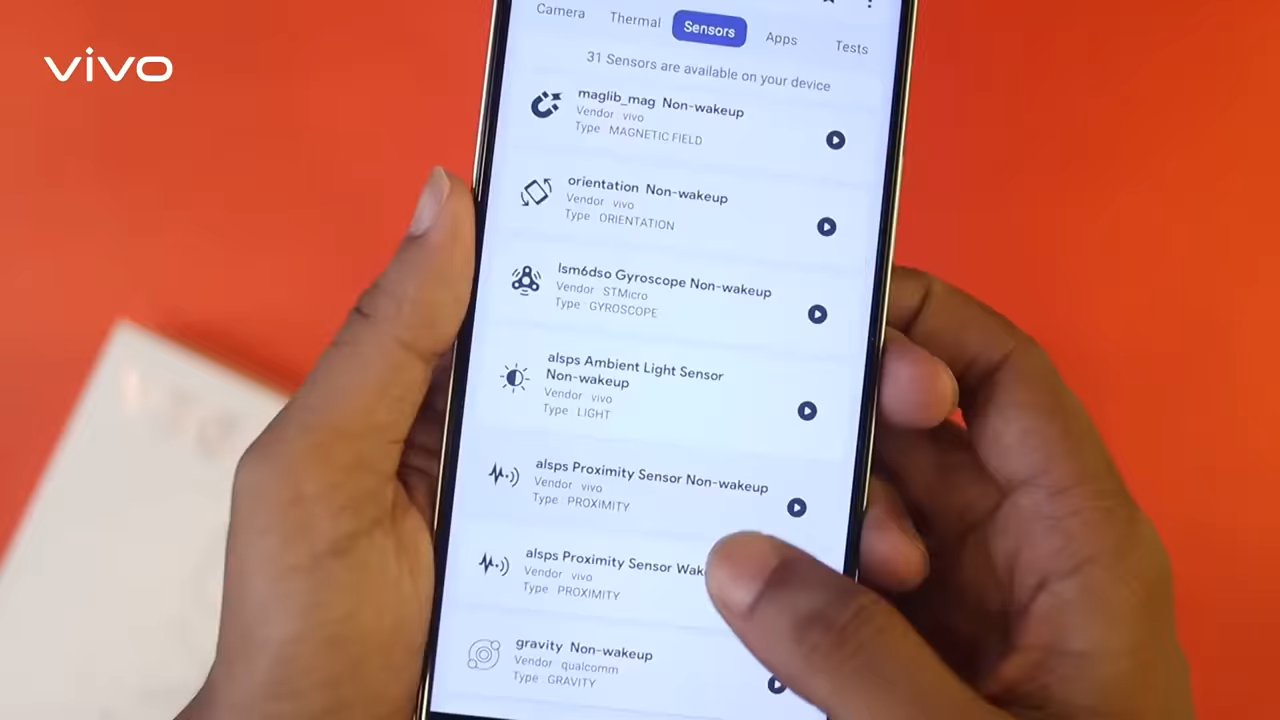 vivo
Camera Thermal Sensors Apps Tests
31 Sensors are available on your device
maglib_mag Non-wakeup
Vendor vivo
Type MAGNETIC FIELD
orientation Non-wakeup
Vendor vivo
Type ORIENTATION
lsm6dso Gyroscope Non-wakeup
Vendor STMicro
Type GYROSCOPE
alsps Ambient Light Sensor
Non-wakeup
Vendor vivo
Type LIGHT
alsps Proximity Sensor Non-wakeup
Vendor vivo
Type PROXIMITY
alsps Proximity Sensor
Vendor vivo
Type PROXIMITY
gravity Non-wakeup
Vendor qualcomm
Type GRAVITY